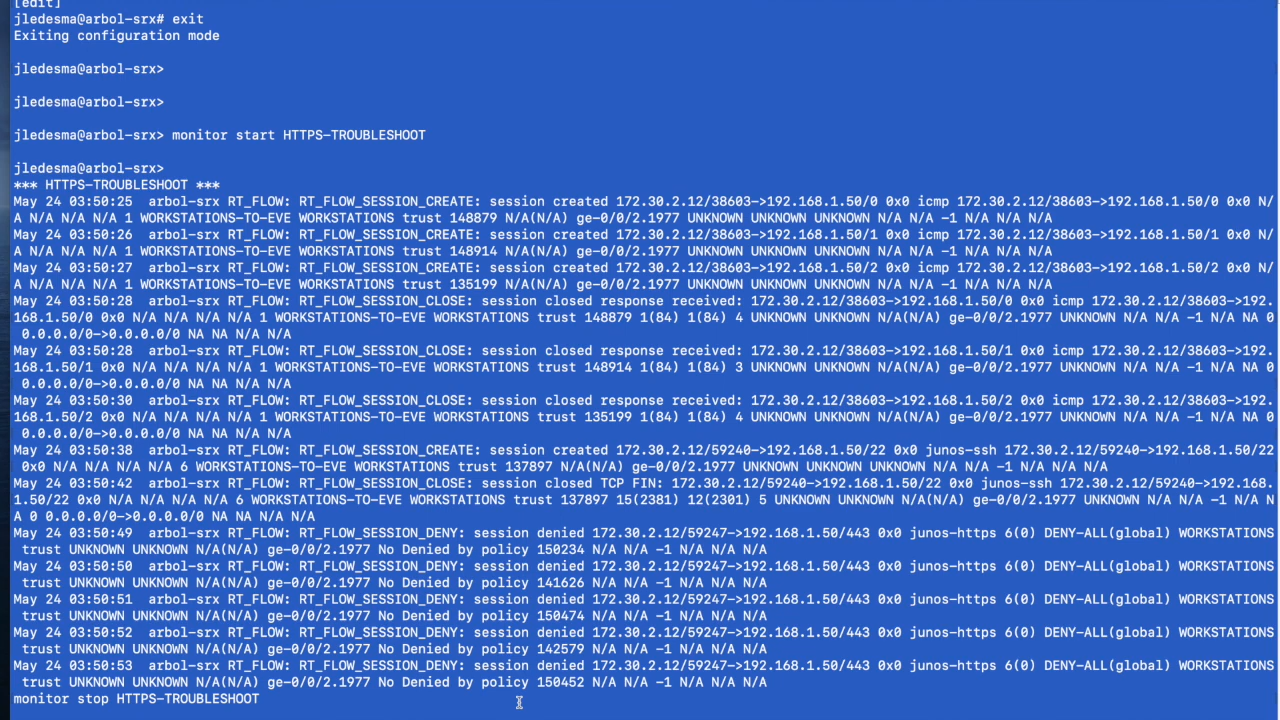 [edit]
jledesma@arbol-srx# exit
Exiting configuration mode
jledesma@arbol-srx>
jledesma@arbol-srx>
jledesma@arbol-srx> monitor start HTTPS-TROUBLESHOOT
jledesma@arbol-srx>
*** HTTPS-TROUBLESHOOT ***
May 24 03:50:25  arbol-srx RT_FLOW: RT_FLOW_SESSION_CREATE: session created 172.30.2.12/38603->192.168.1.50/0 0x0 icmp 172.30.2.12/38603->192.168.1.50/0 0x0 N/
A N/A N/A N/A 1 WORKSTATIONS-TO-EVE WORKSTATIONS trust 148879 N/A(N/A) ge-0/0/2.1977 UNKNOWN UNKNOWN UNKNOWN N/A N/A -1 N/A N/A N/A
May 24 03:50:26  arbol-srx RT_FLOW: RT_FLOW_SESSION_CREATE: session created 172.30.2.12/38603->192.168.1.50/1 0x0 icmp 172.30.2.12/38603->192.168.1.50/1 0x0 N/
A N/A N/A N/A 1 WORKSTATIONS-TO-EVE WORKSTATIONS trust 148914 N/A(N/A) ge-0/0/2.1977 UNKNOWN UNKNOWN UNKNOWN N/A N/A -1 N/A N/A N/A
May 24 03:50:27  arbol-srx RT_FLOW: RT_FLOW_SESSION_CREATE: session created 172.30.2.12/38603->192.168.1.50/2 0x0 icmp 172.30.2.12/38603->192.168.1.50/2 0x0 N/
A N/A N/A N/A 1 WORKSTATIONS-TO-EVE WORKSTATIONS trust 135199 N/A(N/A) ge-0/0/2.1977 UNKNOWN UNKNOWN UNKNOWN N/A N/A -1 N/A N/A N/A
May 24 03:50:28  arbol-srx RT_FLOW: RT_FLOW_SESSION_CLOSE: session closed response received: 172.30.2.12/38603->192.168.1.50/0 0x0 icmp 172.30.2.12/38603->192.
168.1.50/0 0x0 N/A N/A N/A N/A 1 WORKSTATIONS-TO-EVE WORKSTATIONS trust 148879 1(84) 1(84) 4 UNKNOWN UNKNOWN N/A(N/A) ge-0/0/2.1977 UNKNOWN N/A N/A -1 N/A NA 0
 0.0.0.0/0->0.0.0.0/0 NA NA N/A N/A
May 24 03:50:28  arbol-srx RT_FLOW: RT_FLOW_SESSION_CLOSE: session closed response received: 172.30.2.12/38603->192.168.1.50/1 0x0 icmp 172.30.2.12/38603->192.
168.1.50/1 0x0 N/A N/A N/A N/A 1 WORKSTATIONS-TO-EVE WORKSTATIONS trust 148914 1(84) 1(84) 3 UNKNOWN UNKNOWN N/A(N/A) ge-0/0/2.1977 UNKNOWN N/A N/A -1 N/A NA 0
 0.0.0.0/0->0.0.0.0/0 NA NA N/A N/A
May 24 03:50:30  arbol-srx RT_FLOW: RT_FLOW_SESSION_CLOSE: session closed response received: 172.30.2.12/38603->192.168.1.50/2 0x0 icmp 172.30.2.12/38603->192.
168.1.50/2 0x0 N/A N/A N/A N/A 1 WORKSTATIONS-TO-EVE WORKSTATIONS trust 135199 1(84) 1(84) 4 UNKNOWN UNKNOWN N/A(N/A) ge-0/0/2.1977 UNKNOWN N/A N/A -1 N/A NA 0
 0.0.0.0/0->0.0.0.0/0 NA NA N/A N/A
May 24 03:50:38  arbol-srx RT_FLOW: RT_FLOW_SESSION_CREATE: session created 172.30.2.12/59240->192.168.1.50/22 0x0 junos-ssh 172.30.2.12/59240->192.168.1.50/22
 0x0 N/A N/A N/A N/A 6 WORKSTATIONS-TO-EVE WORKSTATIONS trust 137897 N/A(N/A) ge-0/0/2.1977 UNKNOWN UNKNOWN UNKNOWN N/A N/A -1 N/A N/A N/A
May 24 03:50:42  arbol-srx RT_FLOW: RT_FLOW_SESSION_CLOSE: session closed TCP FIN: 172.30.2.12/59240->192.168.1.50/22 0x0 junos-ssh 172.30.2.12/59240->192.168.
1.50/22 0x0 N/A N/A N/A N/A 6 WORKSTATIONS-TO-EVE WORKSTATIONS trust 137897 15(2381) 12(2301) 5 UNKNOWN UNKNOWN N/A(N/A) ge-0/0/2.1977 UNKNOWN N/A N/A -1 N/A N
A 0 0.0.0.0/0->0.0.0.0/0 NA NA N/A N/A
May 24 03:50:49  arbol-srx RT_FLOW: RT_FLOW_SESSION_DENY: session denied 172.30.2.12/59247->192.168.1.50/443 0x0 junos-https 6(0) DENY-ALL(global) WORKSTATIONS
 trust UNKNOWN UNKNOWN N/A(N/A) ge-0/0/2.1977 No Denied by policy 150234 N/A N/A -1 N/A N/A N/A
May 24 03:50:50  arbol-srx RT_FLOW: RT_FLOW_SESSION_DENY: session denied 172.30.2.12/59247->192.168.1.50/443 0x0 junos-https 6(0) DENY-ALL(global) WORKSTATIONS
 trust UNKNOWN UNKNOWN N/A(N/A) ge-0/0/2.1977 No Denied by policy 141626 N/A N/A -1 N/A N/A N/A
May 24 03:50:51  arbol-srx RT_FLOW: RT_FLOW_SESSION_DENY: session denied 172.30.2.12/59247->192.168.1.50/443 0x0 junos-https 6(0) DENY-ALL(global) WORKSTATIONS
 trust UNKNOWN UNKNOWN N/A(N/A) ge-0/0/2.1977 No Denied by policy 150474 N/A N/A -1 N/A N/A N/A
May 24 03:50:52  arbol-srx RT_FLOW: RT_FLOW_SESSION_DENY: session denied 172.30.2.12/59247->192.168.1.50/443 0x0 junos-https 6(0) DENY-ALL(global) WORKSTATIONS
 trust UNKNOWN UNKNOWN N/A(N/A) ge-0/0/2.1977 No Denied by policy 142579 N/A N/A -1 N/A N/A N/A
May 24 03:50:53  arbol-srx RT_FLOW: RT_FLOW_SESSION_DENY: session denied 172.30.2.12/59247->192.168.1.50/443 0x0 junos-https 6(0) DENY-ALL(global) WORKSTATIONS
 trust UNKNOWN UNKNOWN N/A(N/A) ge-0/0/2.1977 No Denied by policy 150452 N/A N/A -1 N/A N/A N/A
monitor stop HTTPS-TROUBLESHOOT